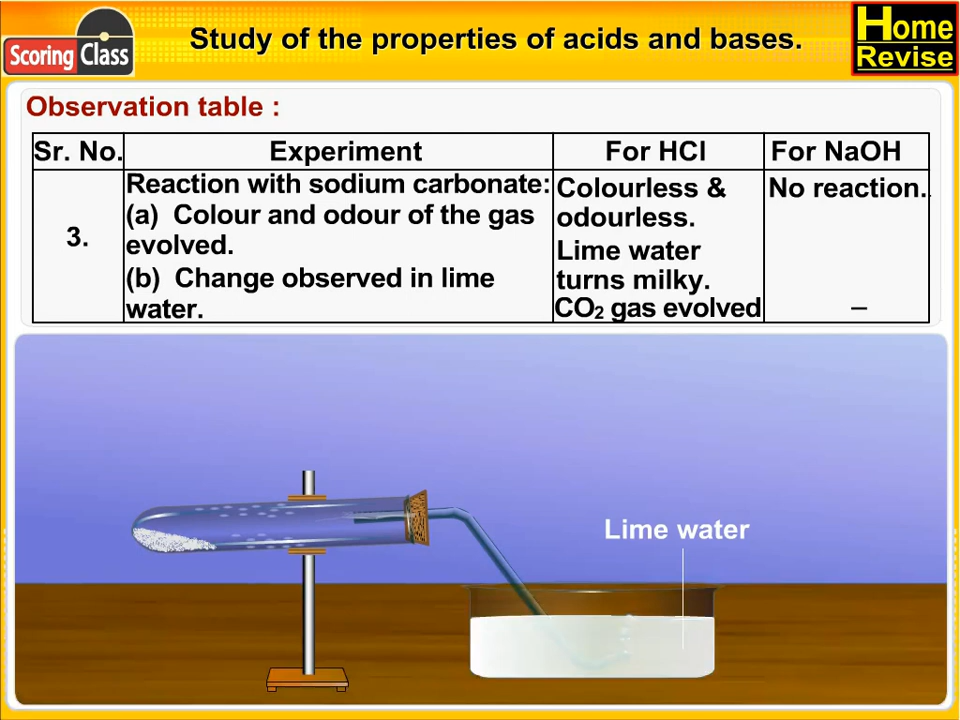 Scoring Class
Study of the properties of acids and bases.
Home
Revise
Observation table :
Sr. No. Experiment For HCl For NaOH
3.
Reaction with sodium carbonate:
(a) Colour and odour of the gas
evolved.
(b) Change observed in lime
water.
Colourless &
odourless.
Lime water
turns milky.
CO₂ gas evolved
No reaction..
–
Lime water